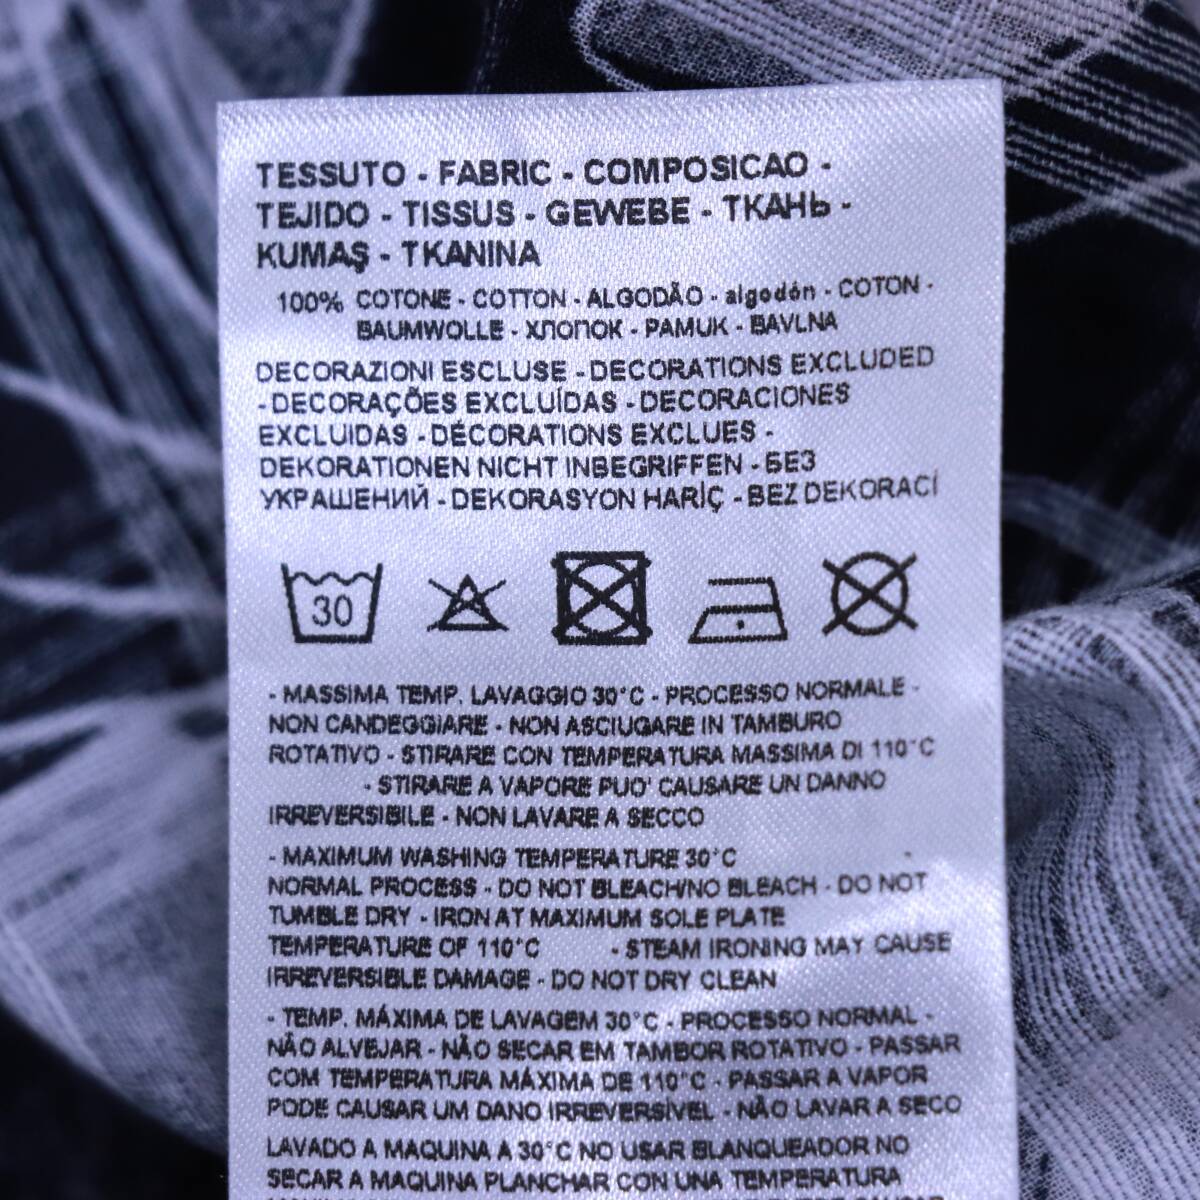 TESSUTO - FABRIC - COMPOSICAO -
TEJIDO - TISSUS - GEWEBE - ТКАНЬ -
KUMAŞ - TKANINA
100% COTONE - COTTON - ALGODÃO - algodón - COTON -
BAUMWOLLE - ХЛОПОК - PAMUK - BAVLNA
DECORAZIONI ESCLUSE - DECORATIONS EXCLUDED
- DECORAÇÕES EXCLUÍDAS - DECORACIONES
EXCLUIDAS - DÉCORATIONS EXCLUES -
DEKORATIONEN NICHT INBEGRIFFEN - БЕЗ
УКРАШЕНИЙ - DEKORASYON HARİÇ - BEZ DEKORACÍ
30
- MASSIMA TEMP. LAVAGGIO 30°C - PROCESSO NORMALE -
NON CANDEGGIARE - NON ASCIUGARE IN TAMBURO
ROTATIVO - STIRARE CON TEMPERATURA MASSIMA DI 110°C
- STIRARE A VAPORE PUO' CAUSARE UN DANNO
IRREVERSIBILE - NON LAVARE A SECCO
- MAXIMUM WASHING TEMPERATURE 30°C
NORMAL PROCESS - DO NOT BLEACH/NO BLEACH - DO NOT
TUMBLE DRY - IRON AT MAXIMUM SOLE PLATE
TEMPERATURE OF 110°C - STEAM IRONING MAY CAUSE
IRREVERSIBLE DAMAGE - DO NOT DRY CLEAN
- TEMP. MÁXIMA DE LAVAGEM 30°C - PROCESSO NORMAL -
NÃO ALVEJAR - NÃO SECAR EM TAMBOR ROTATIVO - PASSAR
COM TEMPERATURA MÁXIMA DE 110°C - PASSAR A VAPOR
PODE CAUSAR UM DANO IRREVERSÍVEL - NÃO LAVAR A SECO
LAVADO A MAQUINA A 30°C NO USAR BLANQUEADOR NO
SECAR A MAQUINA PLANCHAR CON UNA TEMPERATURA